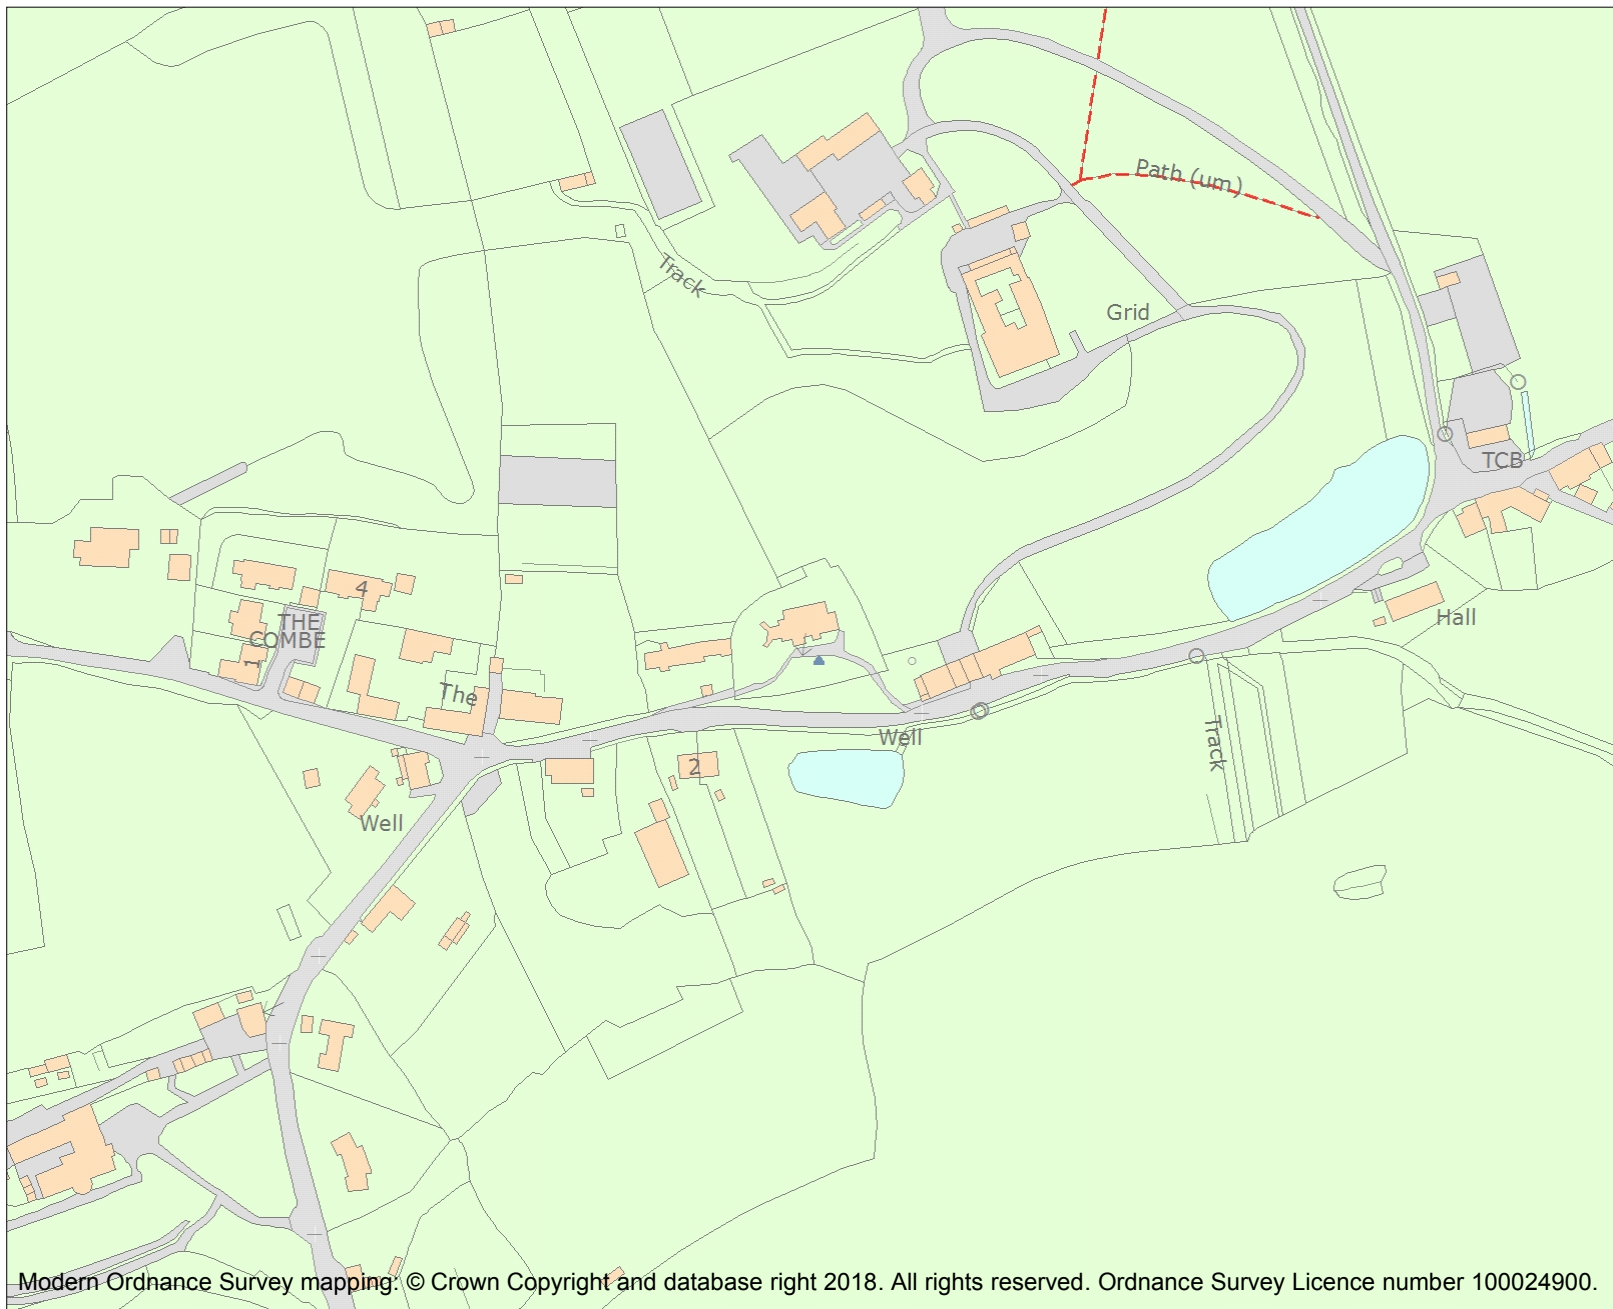 Path (um)
Track
Grid
TCB
4
THE
COMBE
1
Hall
The
Well
Track
2
Well
Modern Ordnance Survey mapping: © Crown Copyright and database right 2018. All rights reserved. Ordnance Survey Licence number 100024900.